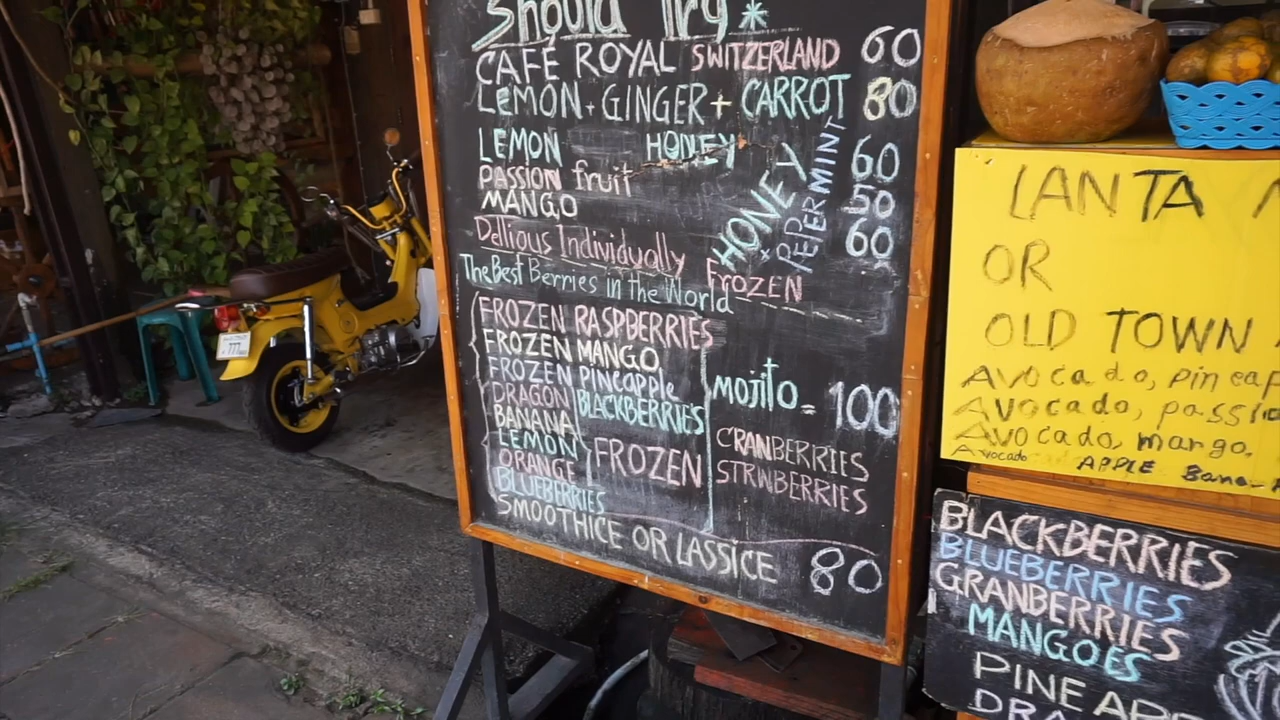 Should Try *
CAFÉ ROYAL SWITZERLAND 60
LEMON + GINGER + CARROT 80
LEMON HONEY 60
PASSION fruit 50
MANGO 60
HONEY
PEPERMINT
Delious Individually Frozen
The Best Berries in the World
FROZEN RASPBERRIES
FROZEN MANGO
FROZEN PINEAPPLE
DRAGON BLACKBERRIES
BANANA
LEMON
ORANGE FROZEN
BLUEBERRIES
MOJITO = 100
CRANBERRIES
STRWBERRIES
SMOOTHICE OR LASSICE 80
LANTA
OR
OLD TOWN
AVOCADO, PINEAP
AVOCADO, PASSIO
AVOCADO, mango,
AVOCADO APPLE Bana
BLACKBERRIES
BLUEBERRIES
GRANBERRIES
MANGOES
PINE APP
DRA
777